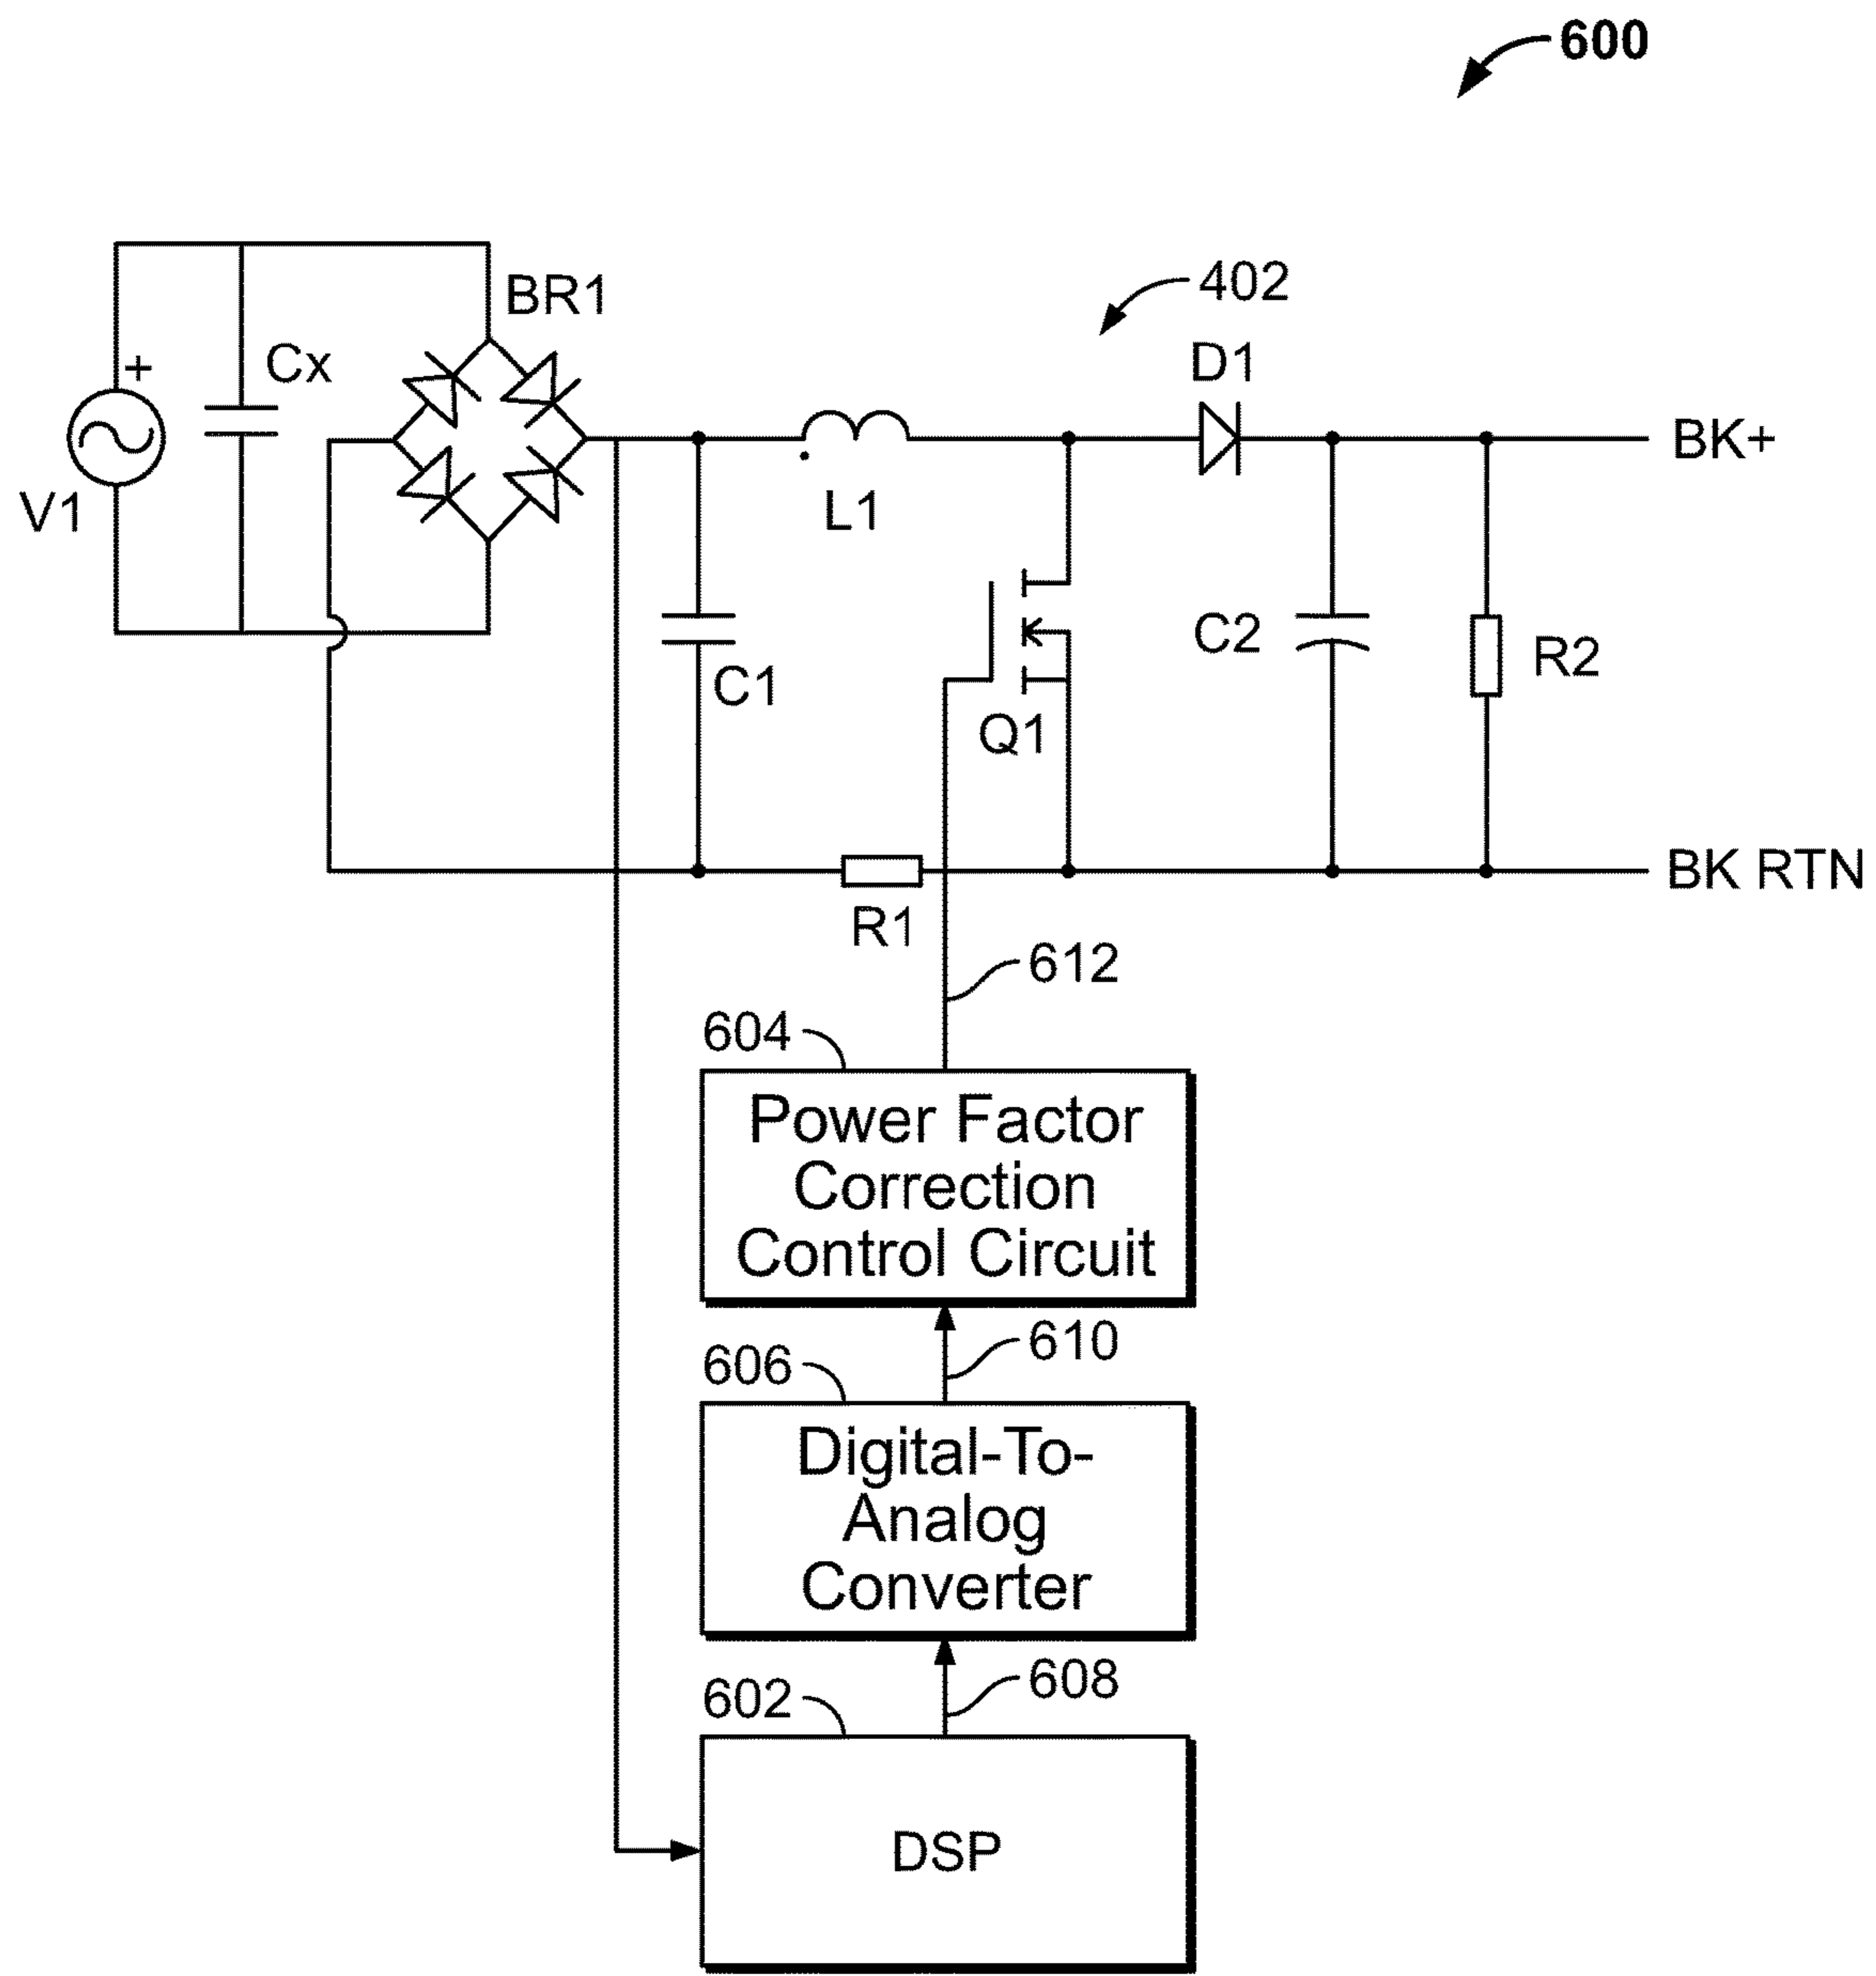 600
402
BR1
D1
Cx
+
BK+
V1
L1
C2
R2
C1
Q1
BK RTN
R1
612
604
Power Factor
Correction
Control Circuit
610
606
Digital-To-
Analog
Converter
608
602
DSP